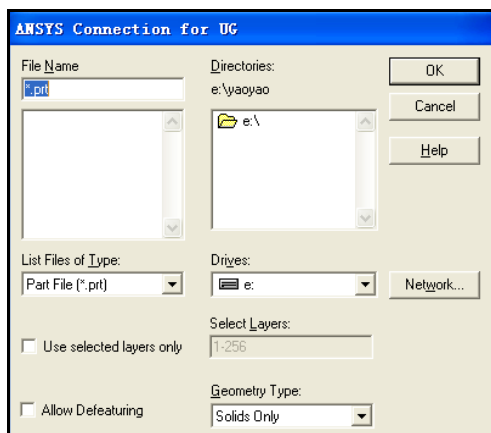 ANSYS Connection for UG
File Name
*.prt
Directories:
e:\yaoyao
e:\
OK
Cancel
Help
List Files of Type:
Part File (*.prt)
Drives:
e:
Network...
Use selected layers only
Select Layers:
1-256
Allow Defeaturing
Geometry Type:
Solids Only